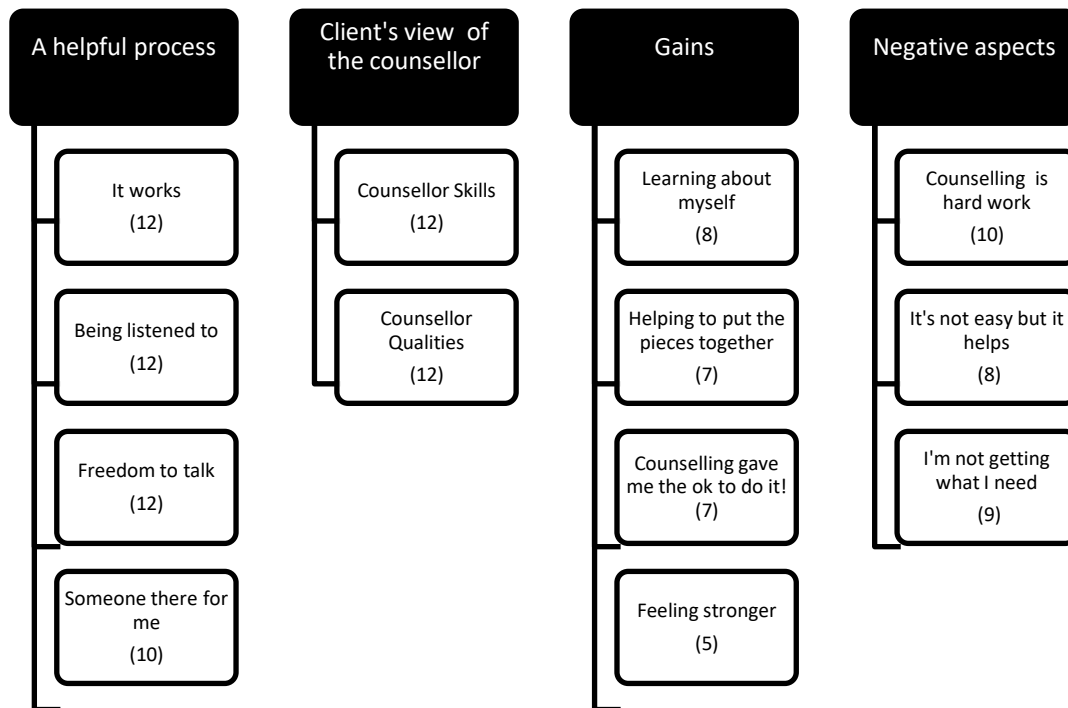 A helpful process
It works
(12)
Being listened to
(12)
Freedom to talk
(12)
Someone there for
me
(10)
Client's view of
the counsellor
Counsellor Skills
(12)
Counsellor
Qualities
(12)
Gains
Learning about
myself
(8)
Helping to put the
pieces together
(7)
Counselling gave
me the ok to do it!
(7)
Feeling stronger
(5)
Negative aspects
Counselling is
hard work
(10)
It's not easy but it
helps
(8)
I'm not getting
what I need
(9)